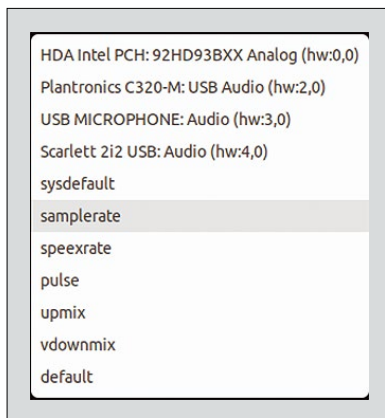 HDA Intel PCH: 92HD93BXX Analog (hw:0,0)
Plantronics C320-M: USB Audio (hw:2,0)
USB MICROPHONE: Audio (hw:3,0)
Scarlett 2i2 USB: Audio (hw:4,0)
sysdefault
samplerate
speexrate
pulse
upmix
vdownmix
default